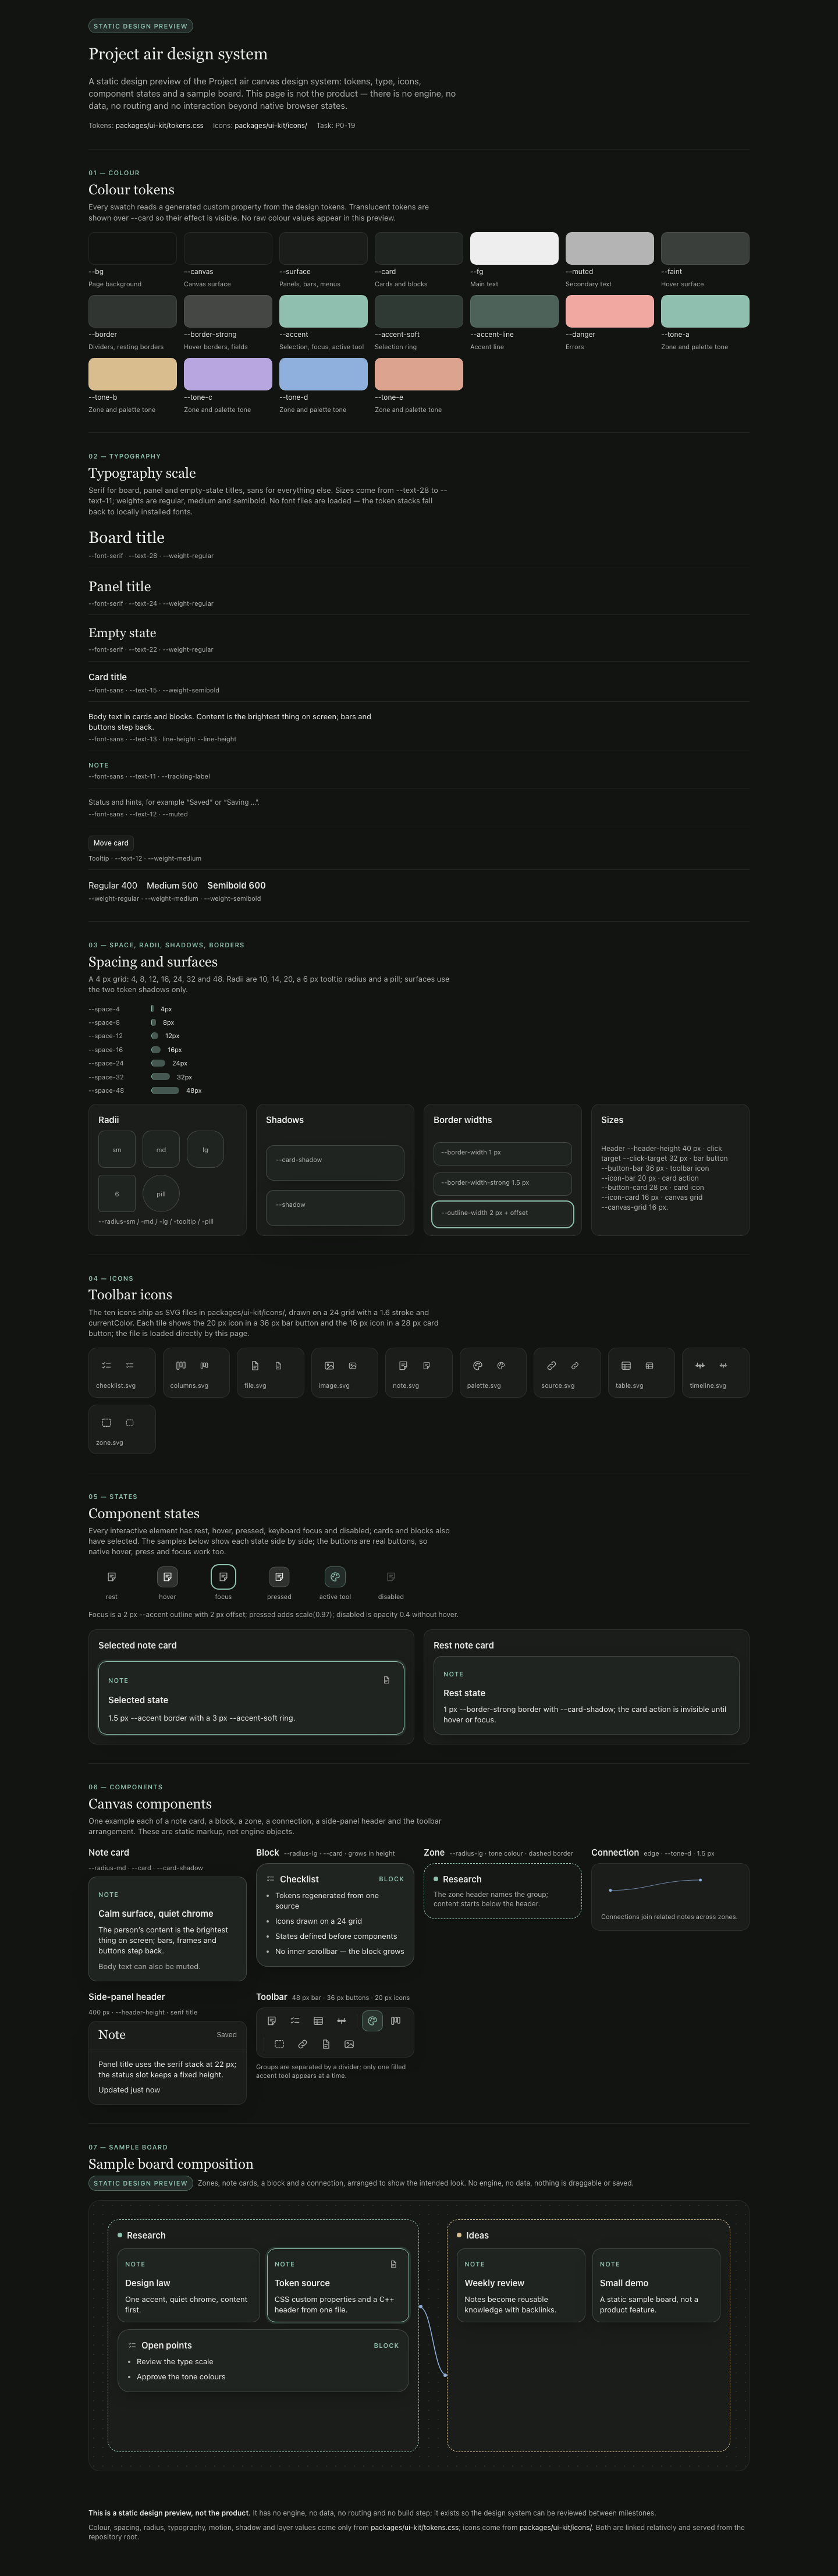 STATIC DESIGN PREVIEW
Project air design system
A static design preview of the Project air canvas design system: tokens, type, icons,
component states and a sample board. This page is not the product — there is no engine, no
data, no routing and no interaction beyond native browser states.
Tokens: packages/ui-kit/tokens.css Icons: packages/ui-kit/icons/ Task: P0-19
01 — COLOUR
Colour tokens
Every swatch reads a generated custom property from the design tokens. Translucent tokens are
shown over --card so their effect is visible. No raw colour values appear in this preview.
--bg --canvas --surface --card --fg --muted --faint
Page background Canvas surface Panels, bars, menus Cards and blocks Main text Secondary text Hover surface
--border --border-strong --accent --accent-soft --accent-line --danger --tone-a
Dividers, resting borders Hover borders, fields Selection, focus, active tool Selection ring Accent line Errors Zone and palette tone
--tone-b --tone-c --tone-d --tone-e
Zone and palette tone Zone and palette tone Zone and palette tone Zone and palette tone
02 — TYPOGRAPHY
Typography scale
Serif for board, panel and empty-state titles, sans for everything else. Sizes come from --text-28 to --
text-11; weights are regular, medium and semibold. No font files are loaded — the token stacks fall
back to locally installed fonts.
Board title
--font-serif · --text-28 · --weight-regular
Panel title
--font-serif · --text-24 · --weight-regular
Empty state
--font-serif · --text-22 · --weight-regular
Card title
--font-sans · --text-15 · --weight-semibold
Body text in cards and blocks. Content is the brightest thing on screen; bars and
buttons step back.
--font-sans · --text-13 · line-height --line-height
NOTE
--font-sans · --text-11 · --tracking-label
Status and hints, for example "Saved" or "Saving …".
--font-sans · --text-12 · --muted
Move card
Tooltip · --text-12 · --weight-medium
Regular 400 Medium 500 Semibold 600
--weight-regular · --weight-medium · --weight-semibold
03 — SPACE, RADII, SHADOWS, BORDERS
Spacing and surfaces
A 4 px grid: 4, 8, 12, 16, 24, 32 and 48. Radii are 10, 14, 20, a 6 px tooltip radius and a pill; surfaces use
the two token shadows only.
--space-4 4px
--space-8 8px
--space-12 12px
--space-16 16px
--space-24 24px
--space-32 32px
--space-48 48px
Radii
sm md lg
6 pill
--radius-sm / -md / -lg / -tooltip / -pill
Shadows
--card-shadow
--shadow
Border widths
--border-width 1 px
--border-width-strong 1.5 px
--outline-width 2 px + offset
Sizes
Header --header-height 40 px · click
target --click-target 32 px · bar button
--button-bar 36 px · toolbar icon
--icon-bar 20 px · card action
--button-card 28 px · card icon
--icon-card 16 px · canvas grid
--canvas-grid 16 px.
04 — ICONS
Toolbar icons
The ten icons ship as SVG files in packages/ui-kit/icons/, drawn on a 24 grid with a 1.6 stroke and
currentColor. Each tile shows the 20 px icon in a 36 px bar button and the 16 px icon in a 28 px card
button; the file is loaded directly by this page.
checklist.svg columns.svg file.svg image.svg note.svg palette.svg source.svg table.svg timeline.svg
zone.svg
05 — STATES
Component states
Every interactive element has rest, hover, pressed, keyboard focus and disabled; cards and blocks also
have selected. The samples below show each state side by side; the buttons are real buttons, so
native hover, press and focus work too.
rest hover focus pressed active tool disabled
Focus is a 2 px --accent outline with 2 px offset; pressed adds scale(0.97); disabled is opacity 0.4 without hover.
Selected note card
NOTE
Selected state
1.5 px --accent border with a 3 px --accent-soft ring.
Rest note card
NOTE
Rest state
1 px --border-strong border with --card-shadow; the card action is invisible until
hover or focus.
06 — COMPONENTS
Canvas components
One example each of a note card, a block, a zone, a connection, a side-panel header and the toolbar
arrangement. These are static markup, not engine objects.
Note card
--radius-md · --card · --card-shadow
NOTE
Calm surface, quiet chrome
The person's content is the brightest
thing on screen; bars, frames and
buttons step back.
Body text can also be muted.
Block --radius-lg · --card · grows in height
Checklist BLOCK
• Tokens regenerated from one
source
• Icons drawn on a 24 grid
• States defined before components
• No inner scrollbar — the block grows
Zone --radius-lg · tone colour · dashed border
Research
The zone header names the group;
content starts below the header.
Connection edge · --tone-d · 1.5 px
Connections join related notes across zones.
Side-panel header
400 px · --header-height · serif title
Note Saved
Panel title uses the serif stack at 22 px;
the status slot keeps a fixed height.
Updated just now
Toolbar 48 px bar · 36 px buttons · 20 px icons
Groups are separated by a divider; only one filled
accent tool appears at a time.
07 — SAMPLE BOARD
Sample board composition
STATIC DESIGN PREVIEW Zones, note cards, a block and a connection, arranged to show the intended look. No engine, no data, nothing is draggable or saved.
Research
NOTE
Design law
One accent, quiet chrome, content
first.
NOTE
Token source
CSS custom properties and a C++
header from one file.
Open points BLOCK
• Review the type scale
• Approve the tone colours
Ideas
NOTE
Weekly review
Notes become reusable
knowledge with backlinks.
NOTE
Small demo
A static sample board, not a
product feature.
This is a static design preview, not the product. It has no engine, no data, no routing and no build step; it exists so the design system can be reviewed between milestones.
Colour, spacing, radius, typography, motion, shadow and layer values come only from packages/ui-kit/tokens.css; icons come from packages/ui-kit/icons/. Both are linked relatively and served from the
repository root.